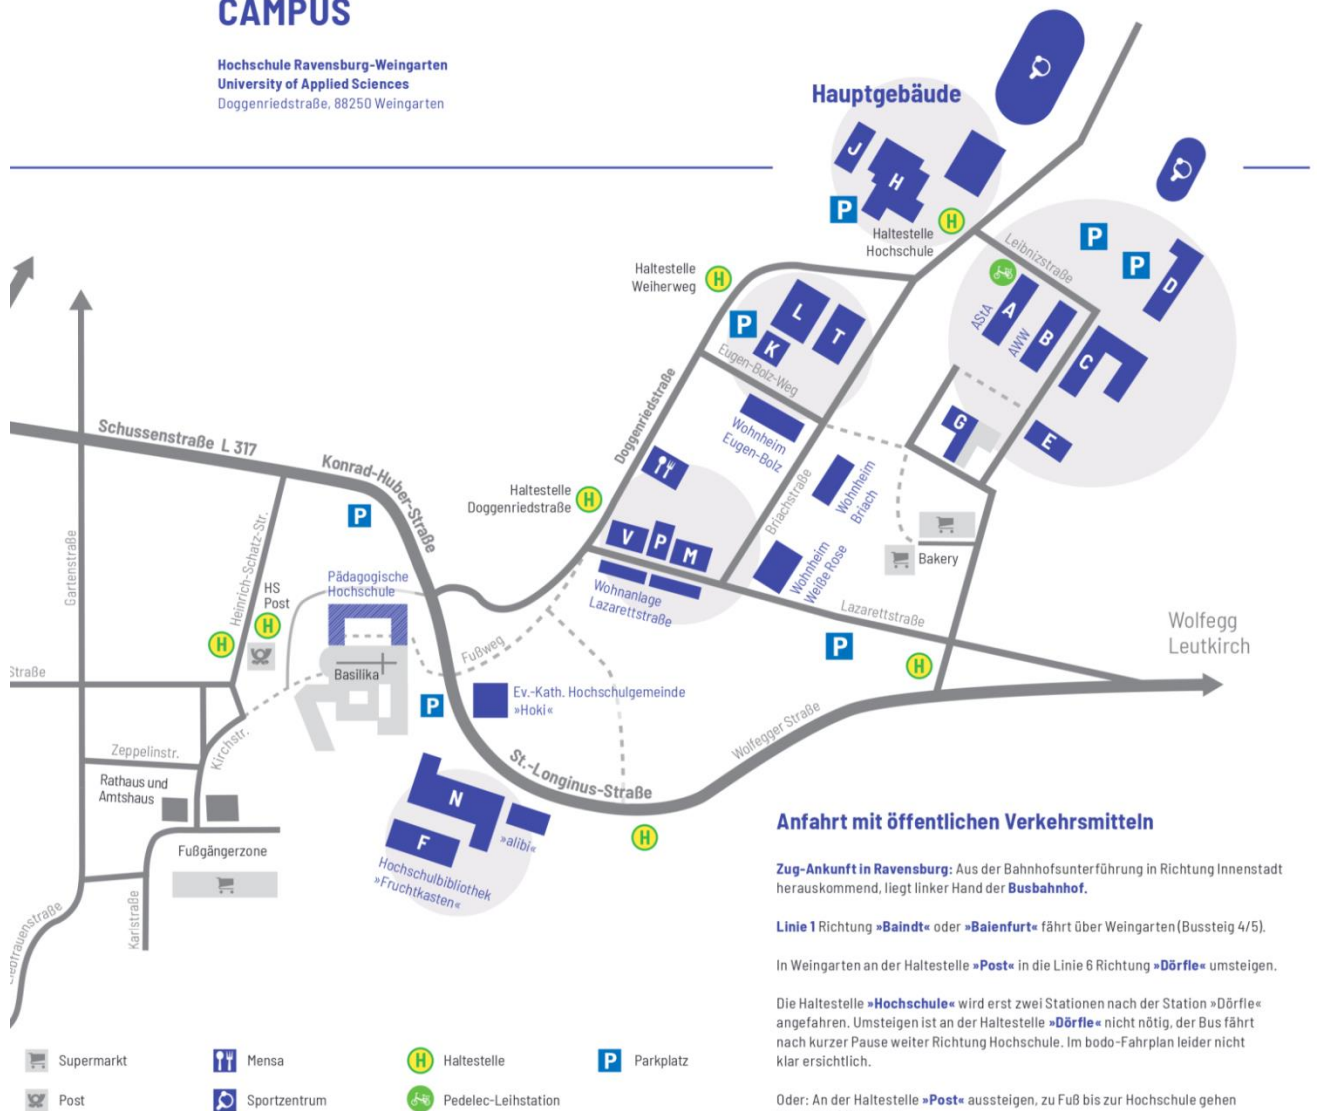 CAMPUS
Hochschule Ravensburg-Weingarten
University of Applied Sciences
Doggenriedstraße, 88250 Weingarten
Hauptgebäude
J
H
P
H
Haltestelle
Hochschule
Leibnizstraße
P
P
D
Haltestelle
Weiherweg
H
P
L
T
K
AStA
A
AWW
B
C
Eugen-Bolz-Weg
Doggenriedstraße
G
E
Schussenstraße L 317
Konrad-Huber-Straße
Wohnheim
Eugen-Bolz
Haltestelle
Doggenriedstraße
H
P
Briachstraße
Wohnheim
Briach
V
P
M
Gartenstraße
Heinrich-Schatz-Str.
HS
Post
H
H
Pädagogische
Hochschule
Wohnanlage
Lazarettstraße
Wohnheim
Weiße Rose
Bakery
Lazarettstraße
Wolfegg
Leutkirch
P
H
Fußweg
Straße
Basilika
P
Ev.-Kath. Hochschulgemeinde
»Hoki«
Wolfegger Straße
Zeppelinstr.
Kirchstr.
Rathaus und
Amtshaus
St.-Longinus-Straße
N
F
»alibi«
H
Fußgängerzone
Hochschulbibliothek
»Fruchtkasten«
Karlstraße
iebfrauenstraße
Anfahrt mit öffentlichen Verkehrsmitteln
Zug-Ankunft in Ravensburg: Aus der Bahnhofsunterführung in Richtung Innenstadt
herauskommend, liegt linker Hand der Busbahnhof.
Linie 1 Richtung »Baindt« oder »Baienfurt« fährt über Weingarten (Bussteig 4/5).
In Weingarten an der Haltestelle »Post« in die Linie 6 Richtung »Dörfle« umsteigen.
Die Haltestelle »Hochschule« wird erst zwei Stationen nach der Station »Dörfle«
angefahren. Umsteigen ist an der Haltestelle »Dörfle« nicht nötig, der Bus fährt
nach kurzer Pause weiter Richtung Hochschule. Im bodo-Fahrplan leider nicht
klar ersichtlich.
Oder: An der Haltestelle »Post« aussteigen, zu Fuß bis zur Hochschule gehen
Supermarkt
Mensa
H Haltestelle
P Parkplatz
Post
Sportzentrum
Pedelec-Leihstation